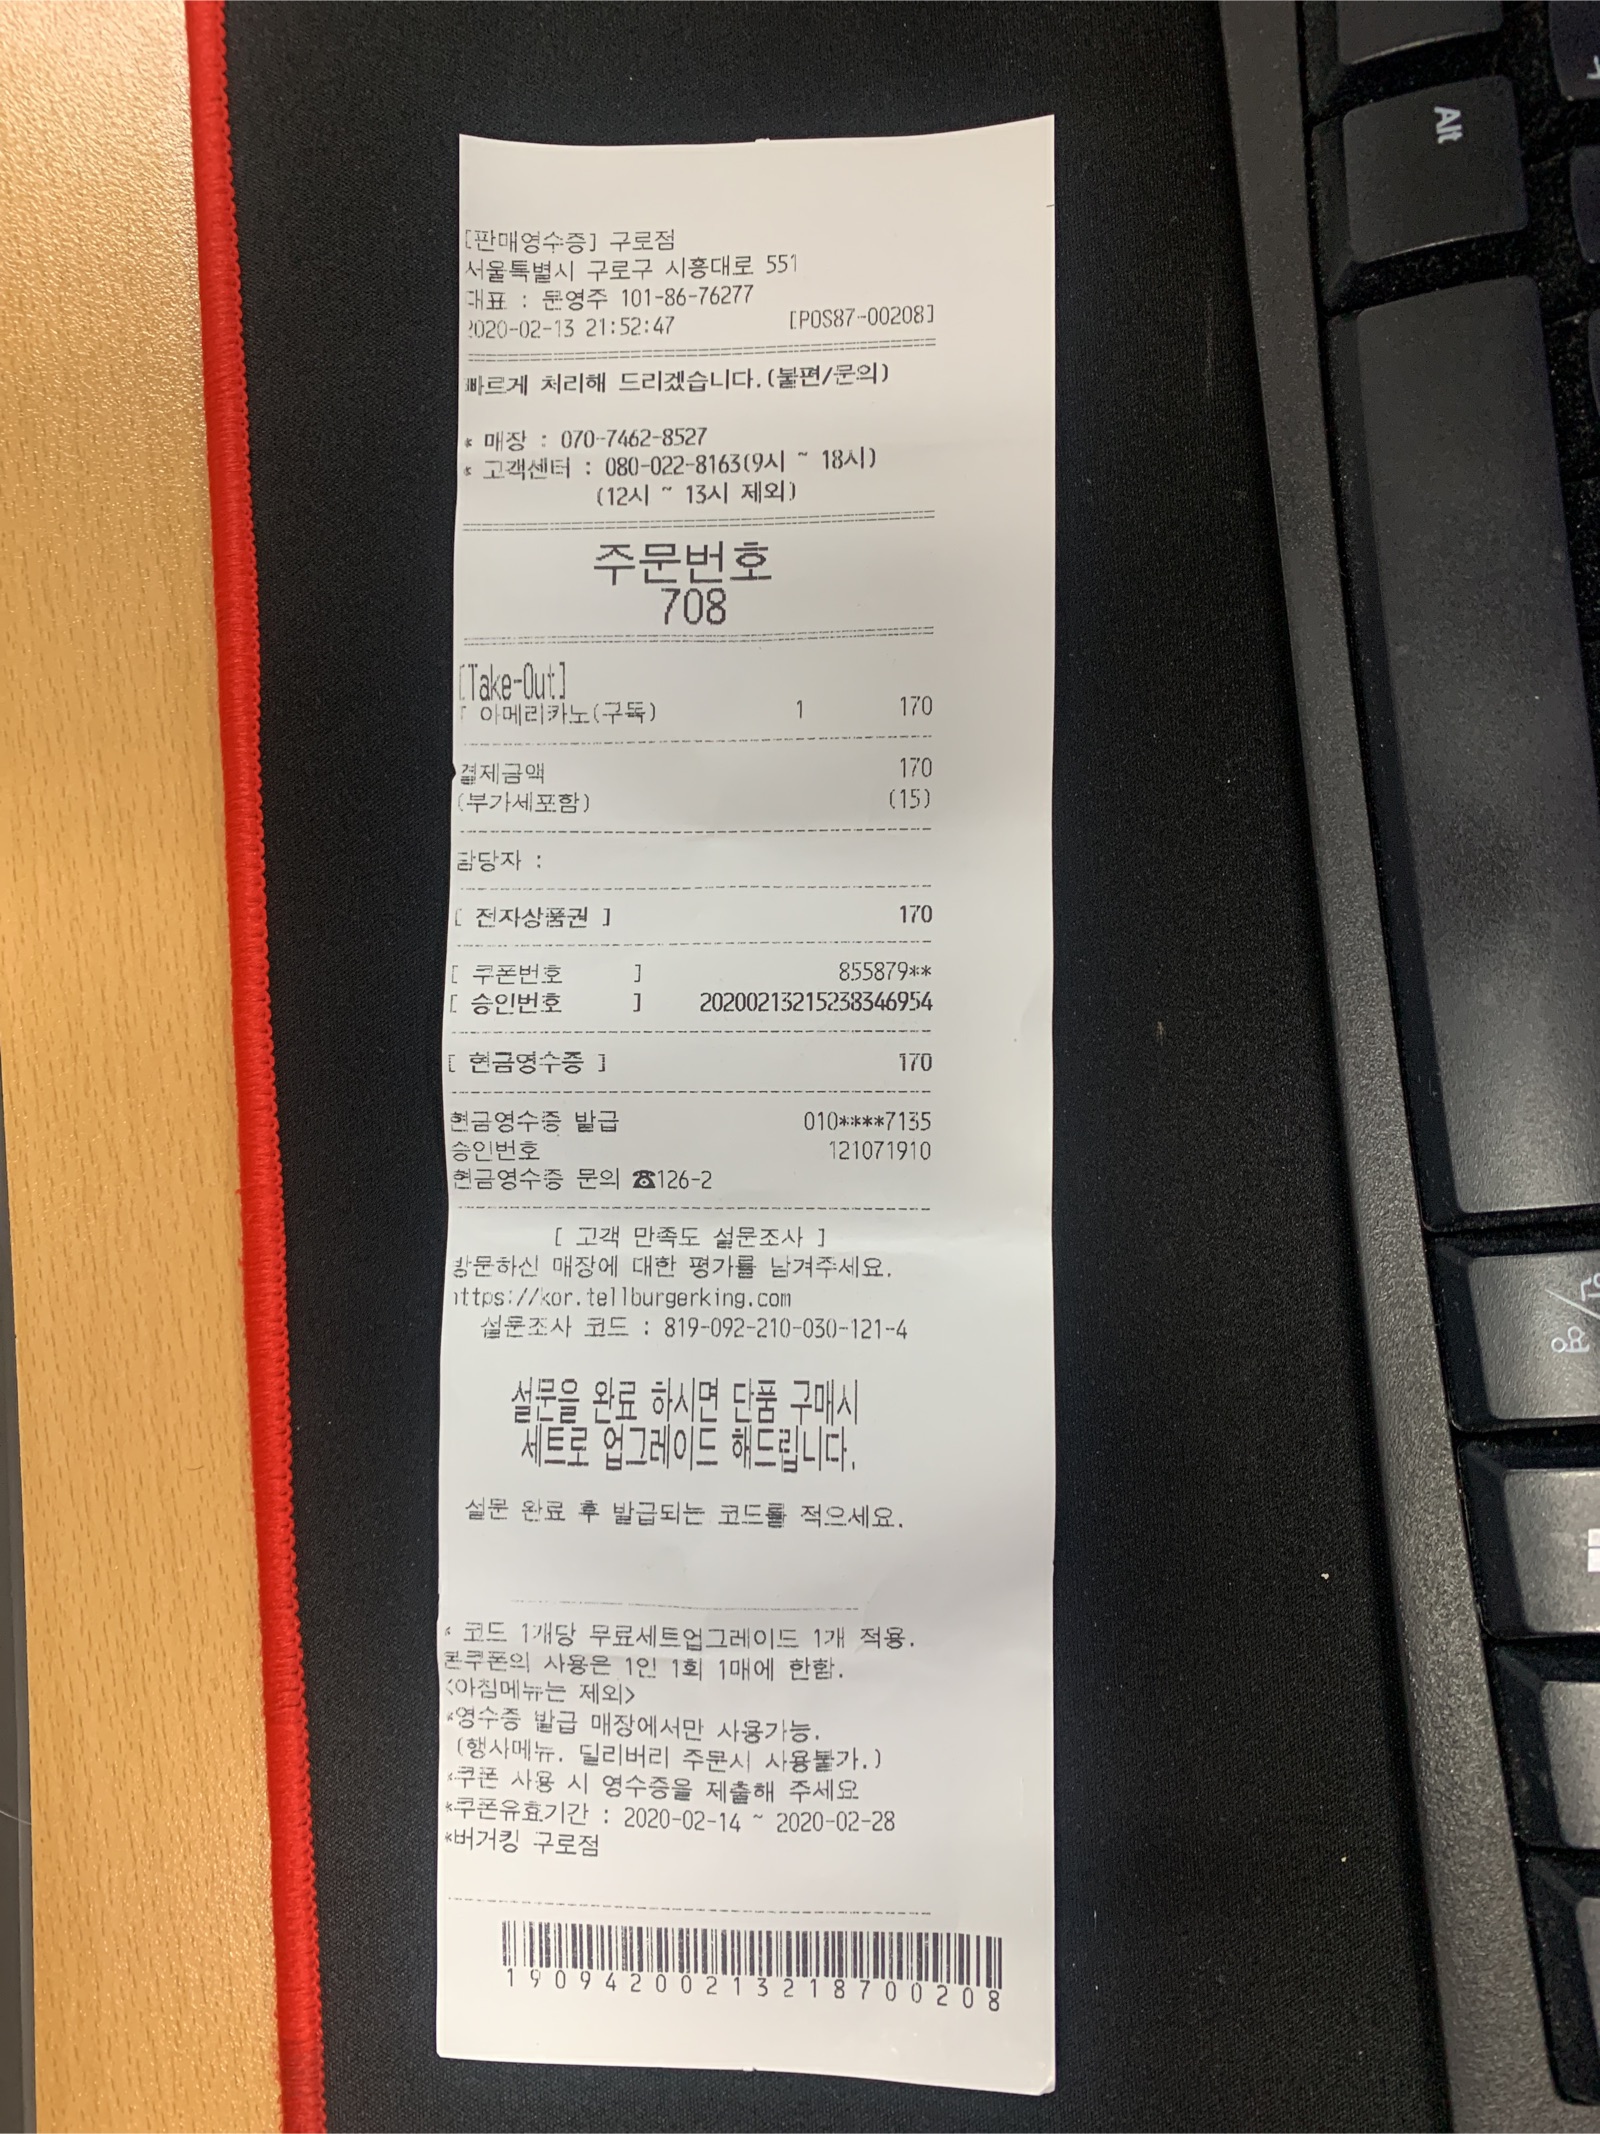 [판매영수증] 구로점
서울특별시 구로구 시흥대로 551
대표 : 문영주 101-86-76277
2020-02-13 21:52:47 [POS87-00208]
빠르게 처리해 드리겠습니다.(불편/문의)
* 매장 : 070-7462-8527
* 고객센터 : 080-022-8163(9시 ~ 18시)
(12시 ~ 13시 제외)
주문번호
708
[Take-Out]
아메리카노(구독) 1 170
결제금액 170
(부가세포함) (15)
담당자 :
[ 전자상품권 ] 170
[ 쿠폰번호 ] 855879**
[ 승인번호 ] 20200213215238346954
[ 현금영수증 ] 170
현금영수증 발급 010****7135
승인번호 121071910
현금영수증 문의 ☎126-2
[ 고객 만족도 설문조사 ]
방문하신 매장에 대한 평가를 남겨주세요.
https://kor.tellburgerking.com
설문조사 코드 : 819-092-210-030-121-4
설문을 완료 하시면 단품 구매시
세트로 업그레이드 해드립니다.
설문 완료 후 발급되는 코드를 적으세요.
* 코드 1개당 무료세트업그레이드 1개 적용.
본쿠폰의 사용은 1인 1회 1매에 한함.
<아침메뉴는 제외>
*영수증 발급 매장에서만 사용가능.
(행사메뉴, 딜리버리 주문시 사용불가.)
*쿠폰 사용 시 영수증을 제출해 주세요
*쿠폰유효기간 : 2020-02-14 ~ 2020-02-28
*버거킹 구로점
19094200213218700208
Alt